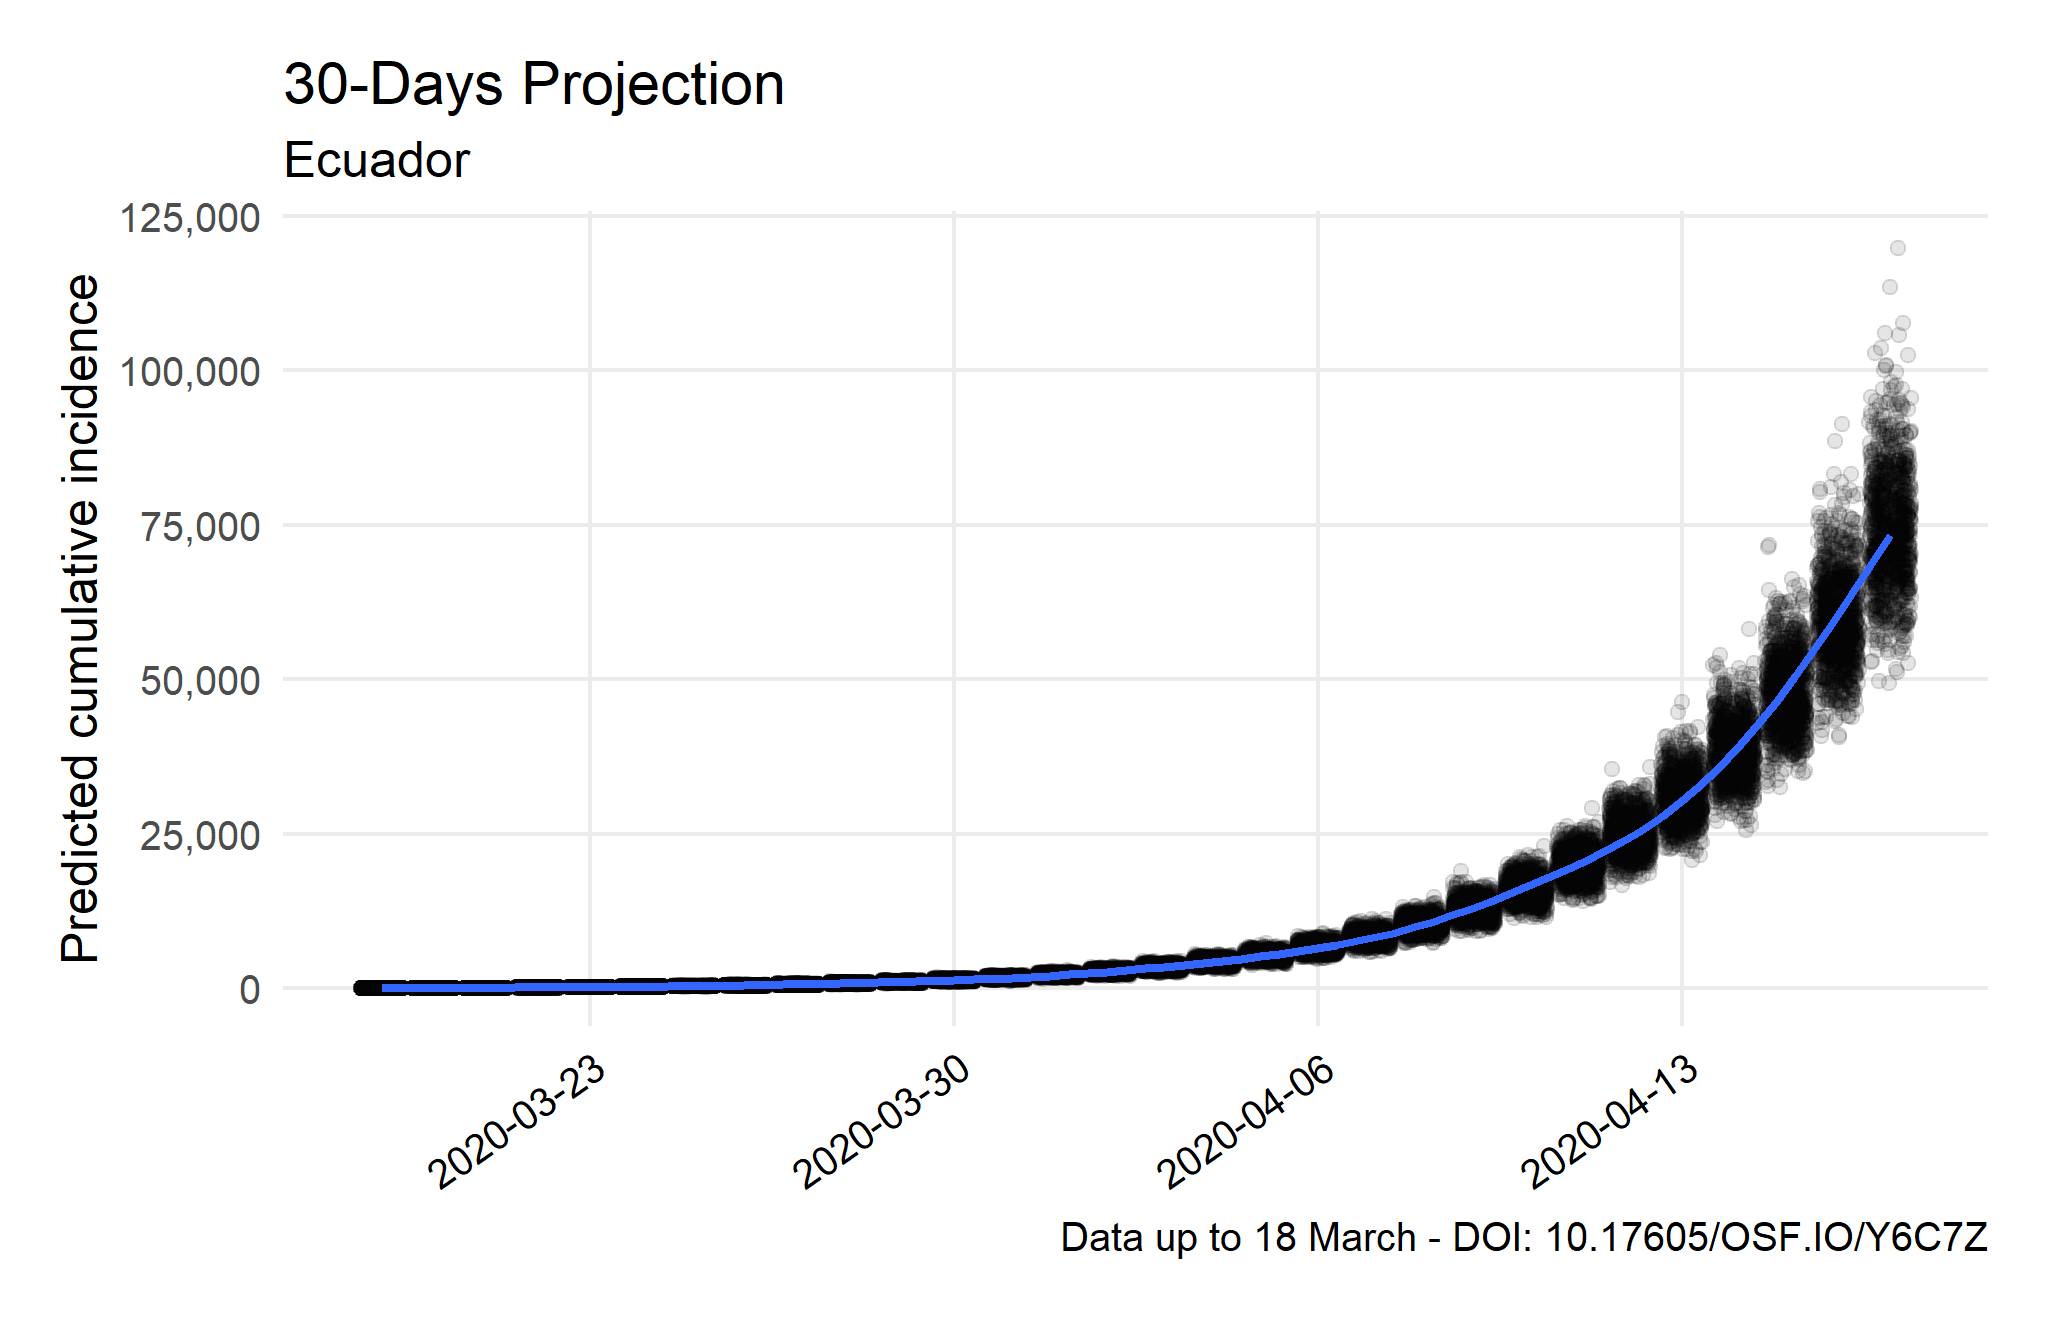 30-Days Projection
Ecuador
125,000
100,000
75,000
50,000
25,000
0
Predicted cumulative incidence
2020-03-23
2020-03-30
2020-04-06
2020-04-13
Data up to 18 March - DOI: 10.17605/OSF.IO/Y6C7Z